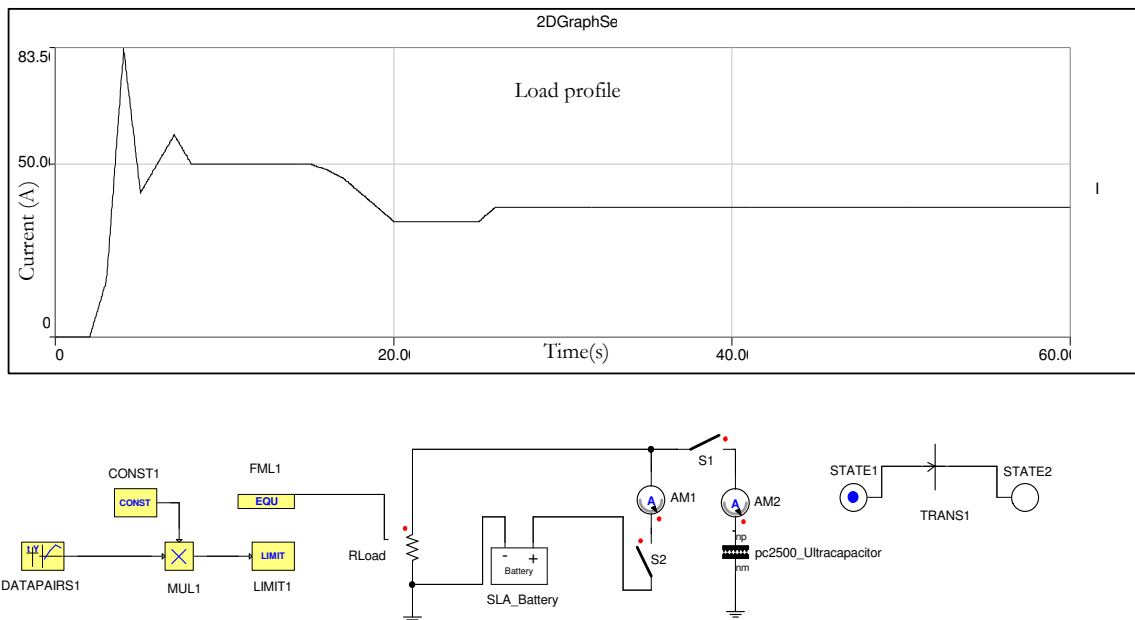 2DGraphSe
83.5(
Load profile
50.0(
Current (A)
I
0
0
20.0(
Time(s)
40.0(
60.0(
CONST1
FML1
S1
STATE1
STATE2
CONST
EQU
A
AM1
A
AM2
TRANS1
np
RLoad
LIMIT
S2
pc2500_Ultracapacitor
DATAPAIRS1
MUL1
LIMIT1
- +
Battery
nm
SLA_Battery